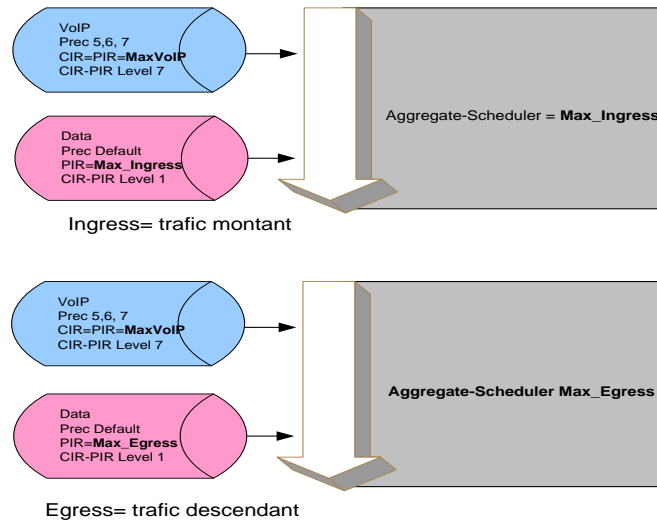 VoIP
Prec 5,6, 7
CIR=PIR=MaxVoIP
CIR-PIR Level 7
Aggregate-Scheduler = Max_Ingress
Data
Prec Default
PIR=Max_Ingress
CIR-PIR Level 1
Ingress= trafic montant
VoIP
Prec 5,6, 7
CIR=PIR=MaxVoIP
CIR-PIR Level 7
Aggregate-Scheduler Max_Egress
Data
Prec Default
PIR=Max_Egress
CIR-PIR Level 1
Egress= trafic descendant